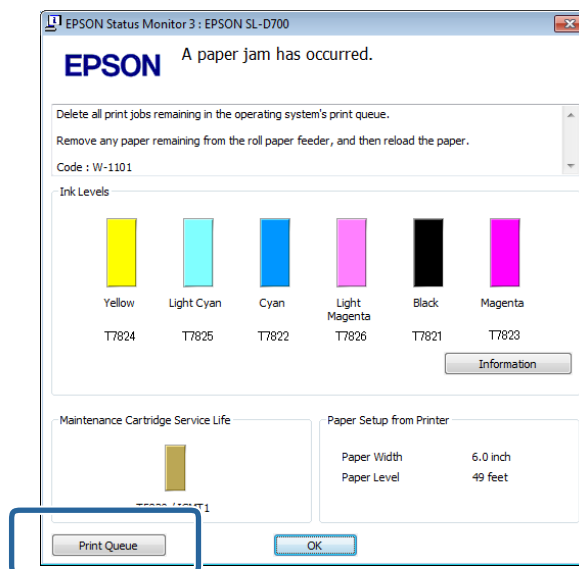 EPSON Status Monitor 3 : EPSON SL-D700
EPSON
A paper jam has occurred.
Delete all print jobs remaining in the operating system's print queue.
Remove any paper remaining from the roll paper feeder, and then reload the paper.
Code : W-1101
Ink Levels
Yellow Light Cyan Cyan Light Magenta Black Magenta
T7824 T7825 T7822 T7826 T7821 T7823
Information
Maintenance Cartridge Service Life
Paper Setup from Printer
Paper Width 6.0 inch
Paper Level 49 feet
Print Queue
OK